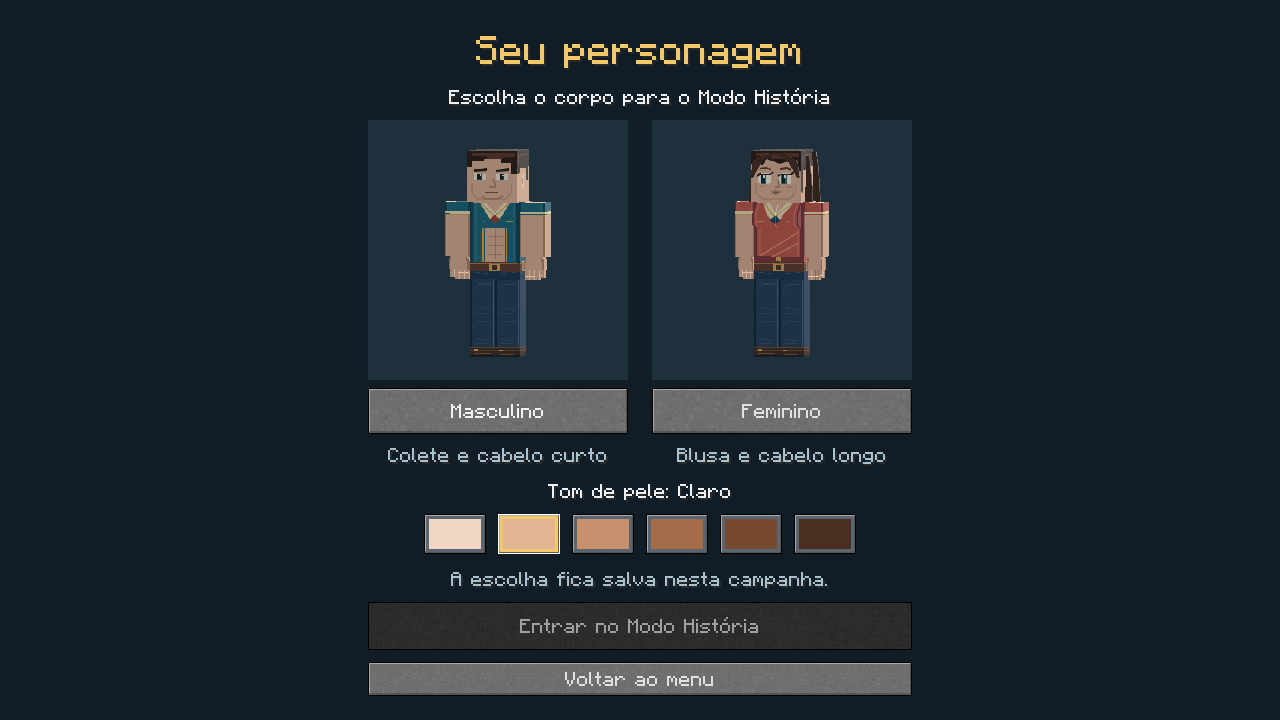 Seu personagem
Escolha o corpo para o Modo História
Masculino
Feminino
Colete e cabelo curto
Blusa e cabelo longo
Tom de pele: Claro
A escolha fica salva nesta campanha.
Entrar no Modo História
Voltar ao menu